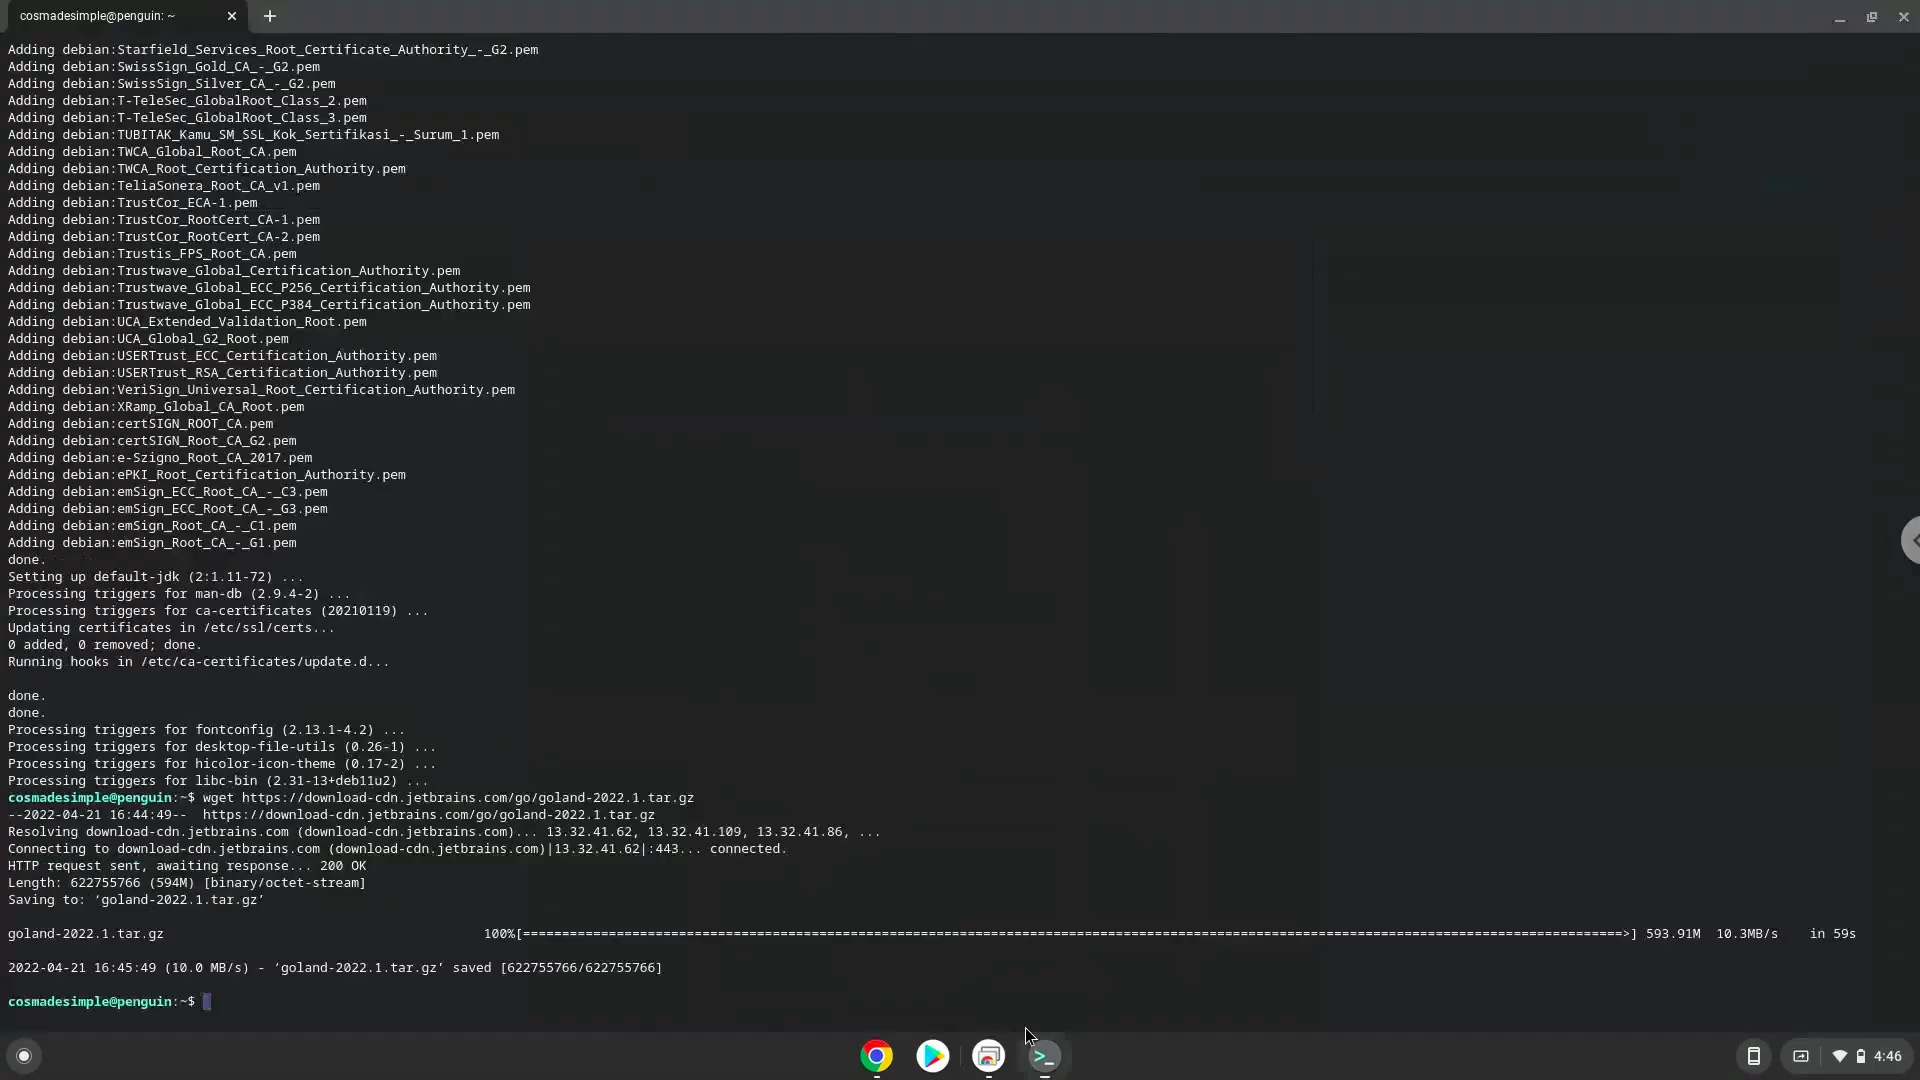 cosmadesimple@penguin: ~
Adding debian:Starfield_Services_Root_Certificate_Authority_-_G2.pem
Adding debian:SwissSign_Gold_CA_-_G2.pem
Adding debian:SwissSign_Silver_CA_-_G2.pem
Adding debian:T-TeleSec_GlobalRoot_Class_2.pem
Adding debian:T-TeleSec_GlobalRoot_Class_3.pem
Adding debian:TUBITAK_Kamu_SM_SSL_Kok_Sertifikasi_-_Surum_1.pem
Adding debian:TWCA_Global_Root_CA.pem
Adding debian:TWCA_Root_Certification_Authority.pem
Adding debian:TeliaSonera_Root_CA_v1.pem
Adding debian:TrustCor_ECA-1.pem
Adding debian:TrustCor_RootCert_CA-1.pem
Adding debian:TrustCor_RootCert_CA-2.pem
Adding debian:Trustis_FPS_Root_CA.pem
Adding debian:Trustwave_Global_Certification_Authority.pem
Adding debian:Trustwave_Global_ECC_P256_Certification_Authority.pem
Adding debian:Trustwave_Global_ECC_P384_Certification_Authority.pem
Adding debian:UCA_Extended_Validation_Root.pem
Adding debian:UCA_Global_G2_Root.pem
Adding debian:USERTrust_ECC_Certification_Authority.pem
Adding debian:USERTrust_RSA_Certification_Authority.pem
Adding debian:VeriSign_Universal_Root_Certification_Authority.pem
Adding debian:XRamp_Global_CA_Root.pem
Adding debian:certSIGN_ROOT_CA.pem
Adding debian:certSIGN_Root_CA_G2.pem
Adding debian:e-Szigno_Root_CA_2017.pem
Adding debian:ePKI_Root_Certification_Authority.pem
Adding debian:emSign_ECC_Root_CA_-_C3.pem
Adding debian:emSign_ECC_Root_CA_-_G3.pem
Adding debian:emSign_Root_CA_-_C1.pem
Adding debian:emSign_Root_CA_-_G1.pem
done.
Setting up default-jdk (2:1.11-72) ...
Processing triggers for man-db (2.9.4-2) ...
Processing triggers for ca-certificates (20210119) ...
Updating certificates in /etc/ssl/certs...
0 added, 0 removed; done.
Running hooks in /etc/ca-certificates/update.d...
done.
done.
Processing triggers for fontconfig (2.13.1-4.2) ...
Processing triggers for desktop-file-utils (0.26-1) ...
Processing triggers for hicolor-icon-theme (0.17-2) ...
Processing triggers for libc-bin (2.31-13+deb11u2) ...
cosmadesimple@penguin:~$ wget https://download-cdn.jetbrains.com/go/goland-2022.1.tar.gz
--2022-04-21 16:44:49--  https://download-cdn.jetbrains.com/go/goland-2022.1.tar.gz
Resolving download-cdn.jetbrains.com (download-cdn.jetbrains.com)... 13.32.41.62, 13.32.41.109, 13.32.41.86, ...
Connecting to download-cdn.jetbrains.com (download-cdn.jetbrains.com)|13.32.41.62|:443... connected.
HTTP request sent, awaiting response... 200 OK
Length: 622755766 (594M) [binary/octet-stream]
Saving to: ‘goland-2022.1.tar.gz’
goland-2022.1.tar.gz 100%[=============================================================================================================================================>] 593.91M 10.3MB/s in 59s
2022-04-21 16:45:49 (10.0 MB/s) - ‘goland-2022.1.tar.gz’ saved [622755766/622755766]
cosmadesimple@penguin:~$
4:46